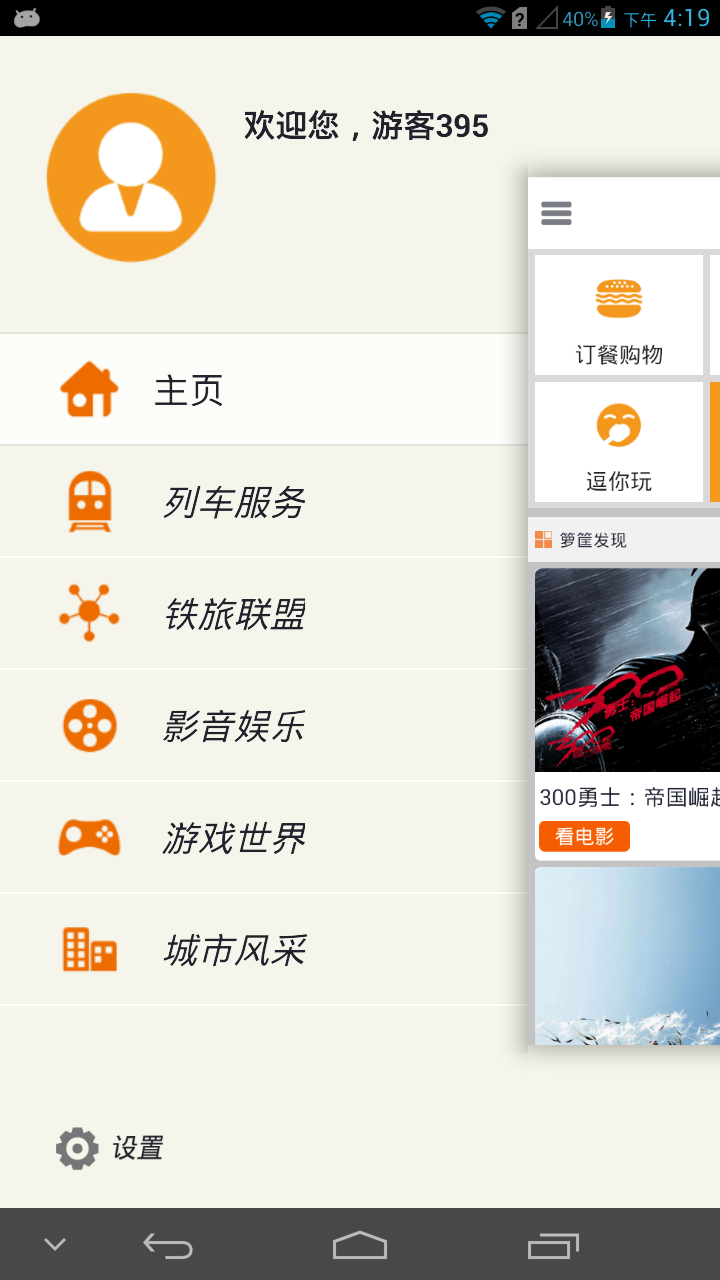 40% 下午 4:19
欢迎您，游客395
主页
列车服务
铁旅联盟
影音娱乐
游戏世界
城市风采
设置
订餐购物
逗你玩
箩筐发现
300
勇士：
帝国崛起
300勇士：帝国崛起
看电影